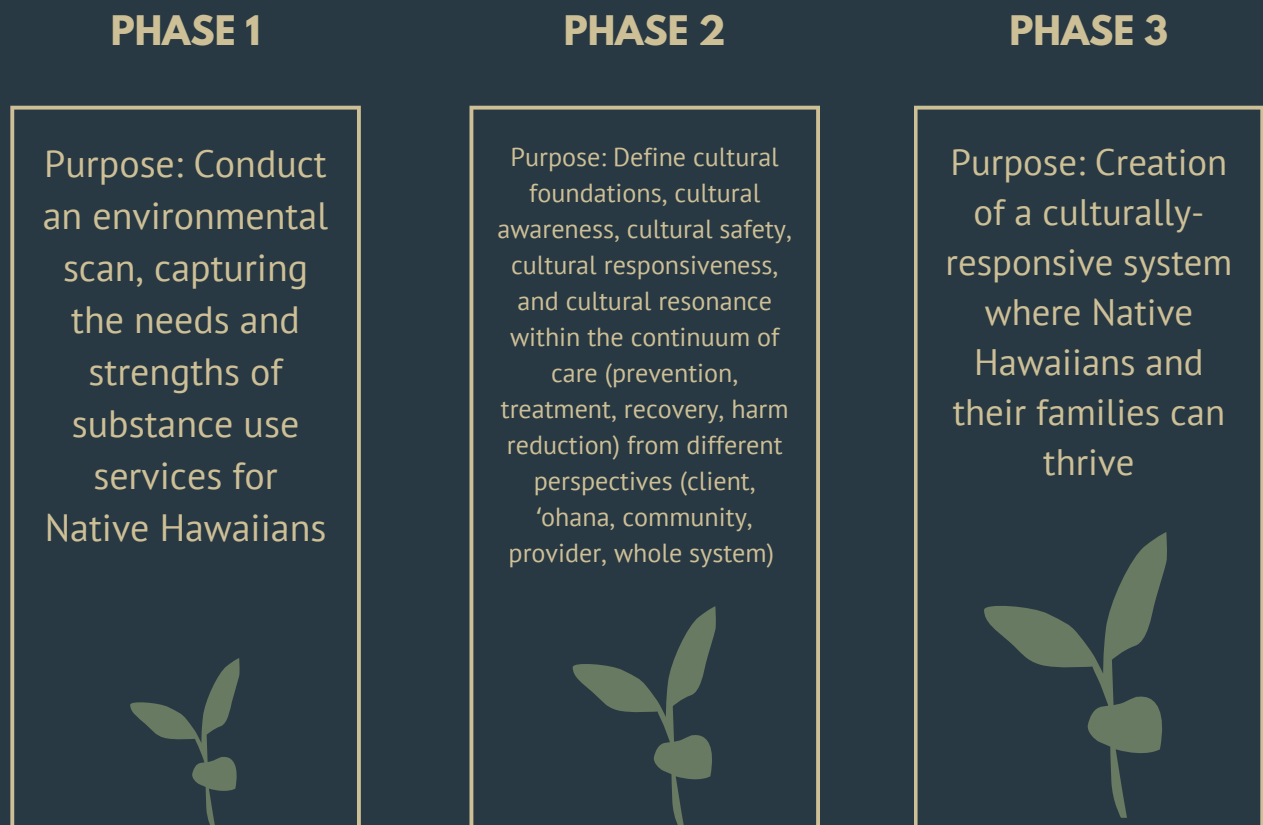 PHASE 1
Purpose: Conduct
an environmental
scan, capturing
the needs and
strengths of
substance use
services for
Native Hawaiians
PHASE 2
Purpose: Define cultural
foundations, cultural
awareness, cultural safety,
cultural responsiveness,
and cultural resonance
within the continuum of
care (prevention,
treatment, recovery, harm
reduction) from different
perspectives (client,
ʻohana, community,
provider, whole system)
PHASE 3
Purpose: Creation
of a culturally-
responsive system
where Native
Hawaiians and
their families can
thrive